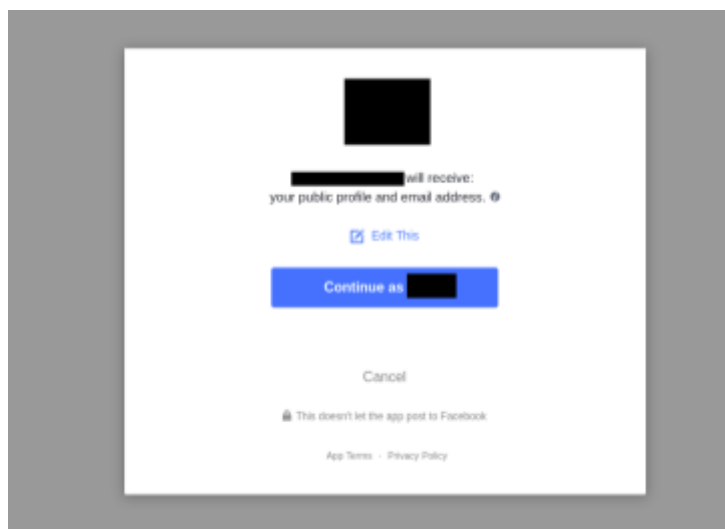 will receive:
your public profile and email address.
Edit This
Continue as
Cancel
This doesn't let the app post to Facebook
App Terms · Privacy Policy